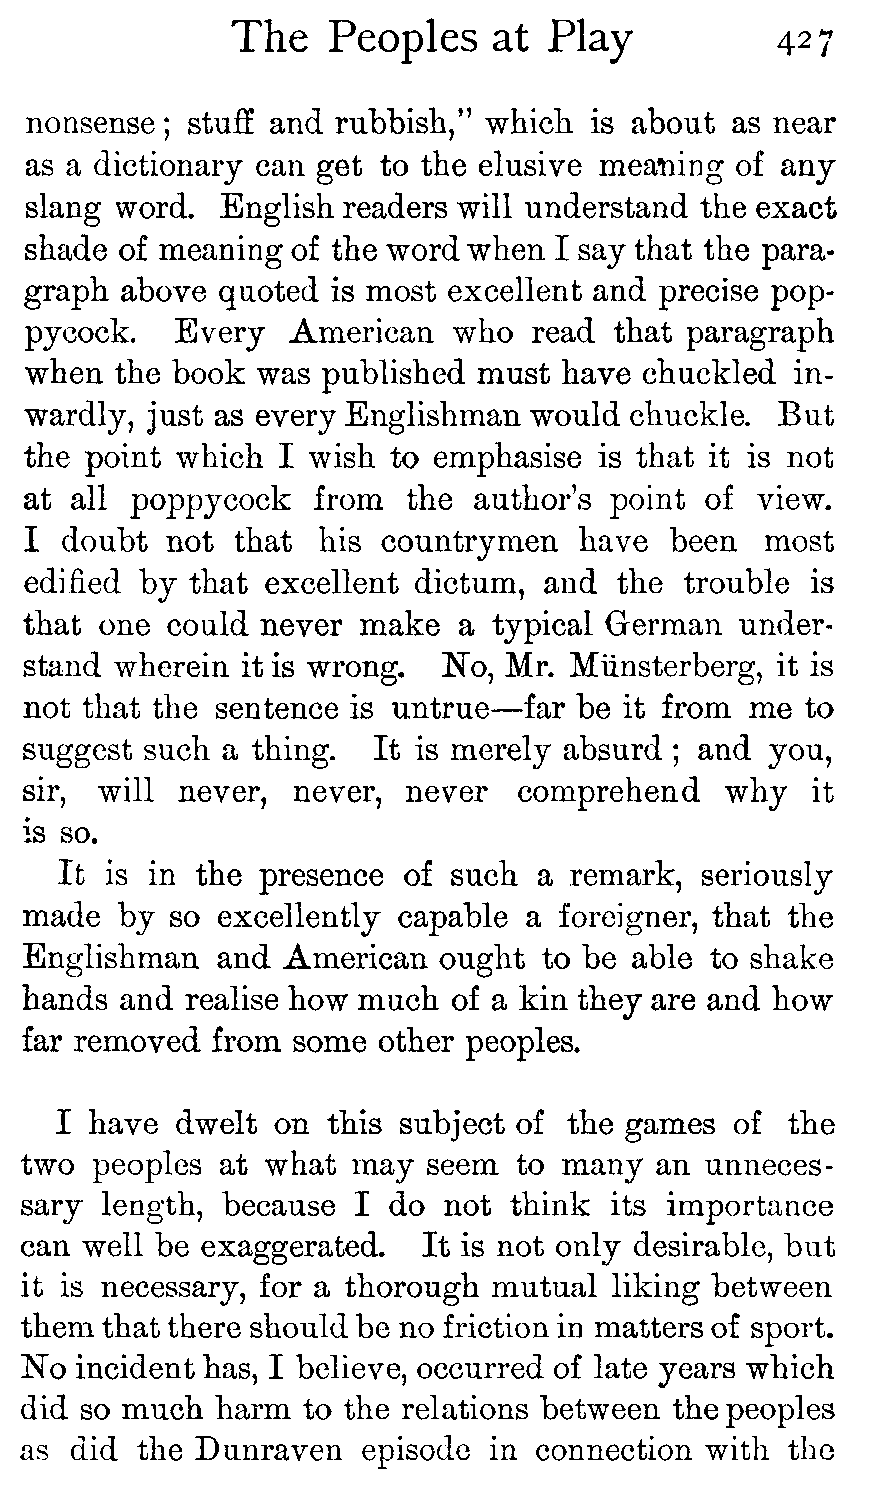 The Peoples at Play 427
nonsense; stuff and rubbish," which is about as near
as a dictionary can get to the elusive meaning of any
slang word. English readers will understand the exact
shade of meaning of the word when I say that the para-
graph above quoted is most excellent and precise pop-
pycock. Every American who read that paragraph
when the book was published must have chuckled in-
wardly, just as every Englishman would chuckle. But
the point which I wish to emphasise is that it is not
at all poppycock from the author's point of view.
I doubt not that his countrymen have been most
edified by that excellent dictum, and the trouble is
that one could never make a typical German under-
stand wherein it is wrong. No, Mr. Münsterberg, it is
not that the sentence is untrue—far be it from me to
suggest such a thing. It is merely absurd; and you,
sir, will never, never, never comprehend why it
is so.
It is in the presence of such a remark, seriously
made by so excellently capable a foreigner, that the
Englishman and American ought to be able to shake
hands and realise how much of a kin they are and how
far removed from some other peoples.
I have dwelt on this subject of the games of the
two peoples at what may seem to many an unneces-
sary length, because I do not think its importance
can well be exaggerated. It is not only desirable, but
it is necessary, for a thorough mutual liking between
them that there should be no friction in matters of sport.
No incident has, I believe, occurred of late years which
did so much harm to the relations between the peoples
as did the Dunraven episode in connection with the